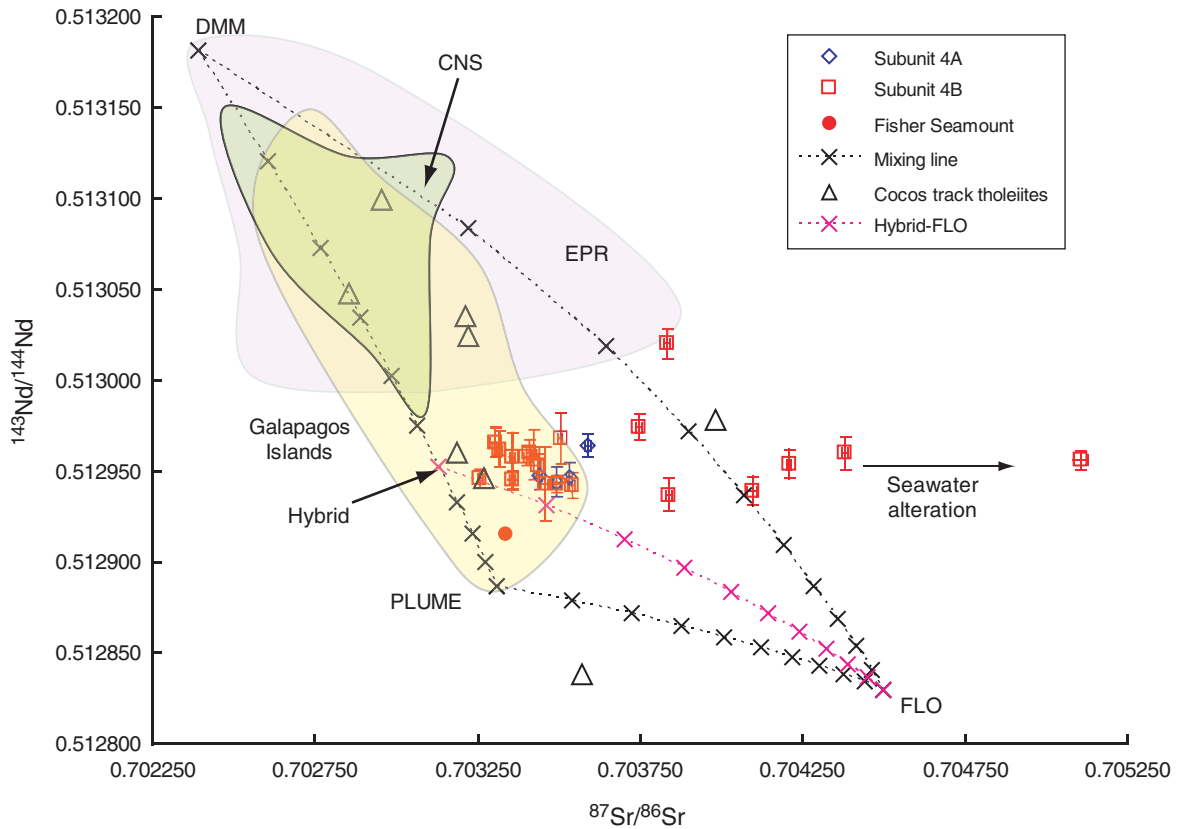 0.513200
0.513150
0.513100
0.513050
0.513000
0.512950
0.512900
0.512850
0.512800
143Nd/144Nd
DMM
CNS
EPR
Galapagos
Islands
Hybrid
PLUME
FLO
Seawater
alteration
Subunit 4A
Subunit 4B
Fisher Seamount
Mixing line
Cocos track tholeiites
Hybrid-FLO
0.702250 0.702750 0.703250 0.703750 0.704250 0.704750 0.705250
87Sr/86Sr